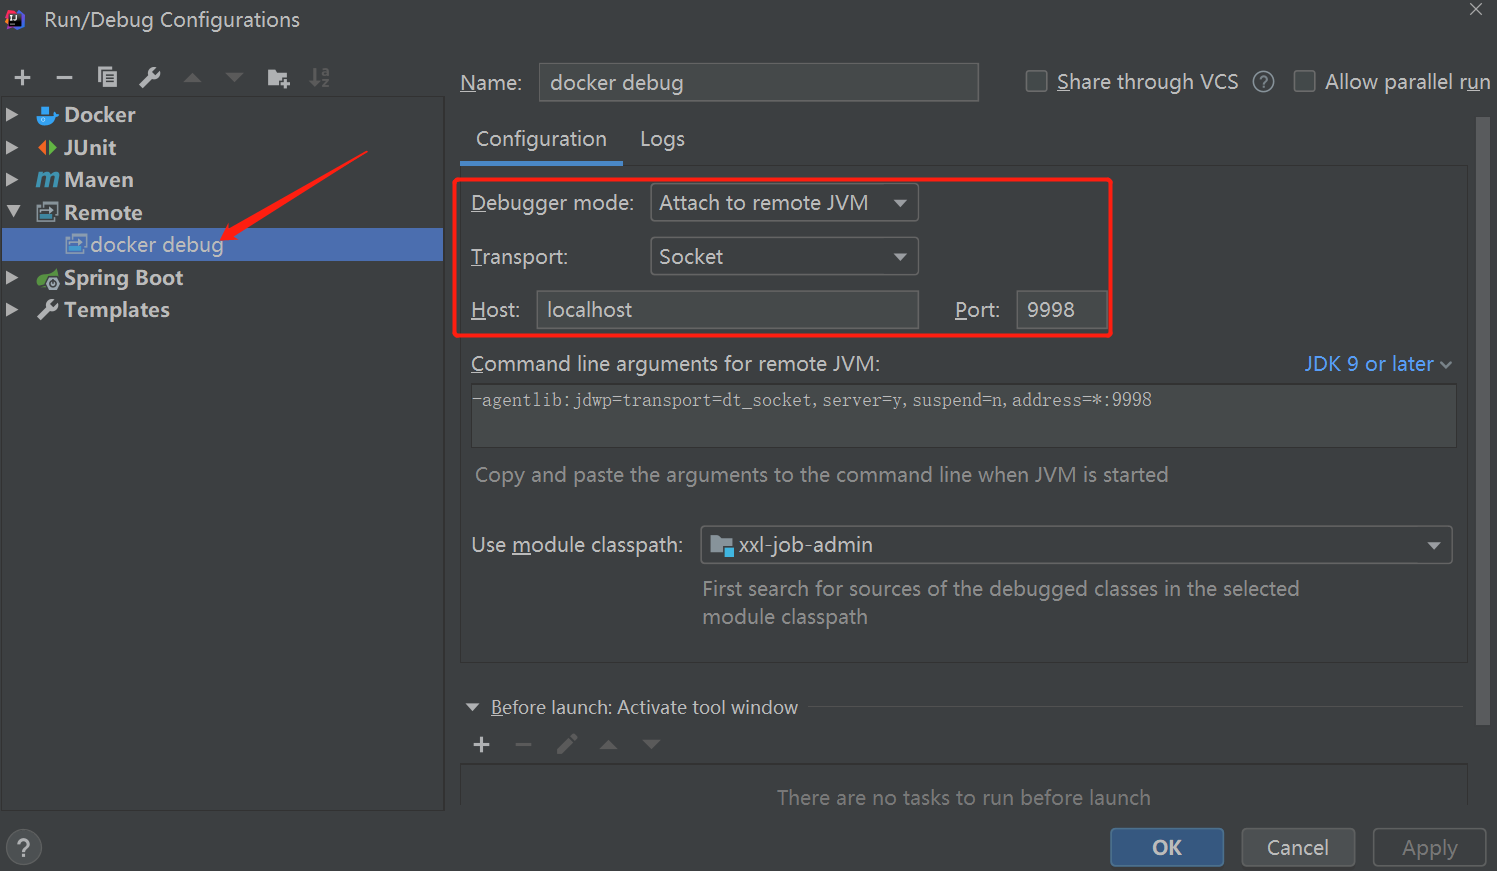 Run/Debug Configurations
Name: docker debug Share through VCS ? Allow parallel run
Docker
JUnit
Maven
Remote
docker debug
Spring Boot
Templates
Configuration Logs
Debugger mode: Attach to remote JVM
Transport: Socket
Host: localhost Port: 9998
Command line arguments for remote JVM: JDK 9 or later
-agentlib:jdwp=transport=dt_socket,server=y,suspend=n,address=*:9998
Copy and paste the arguments to the command line when JVM is started
Use module classpath: xxl-job-admin
First search for sources of the debugged classes in the selected
module classpath
Before launch: Activate tool window
There are no tasks to run before launch
? OK Cancel Apply